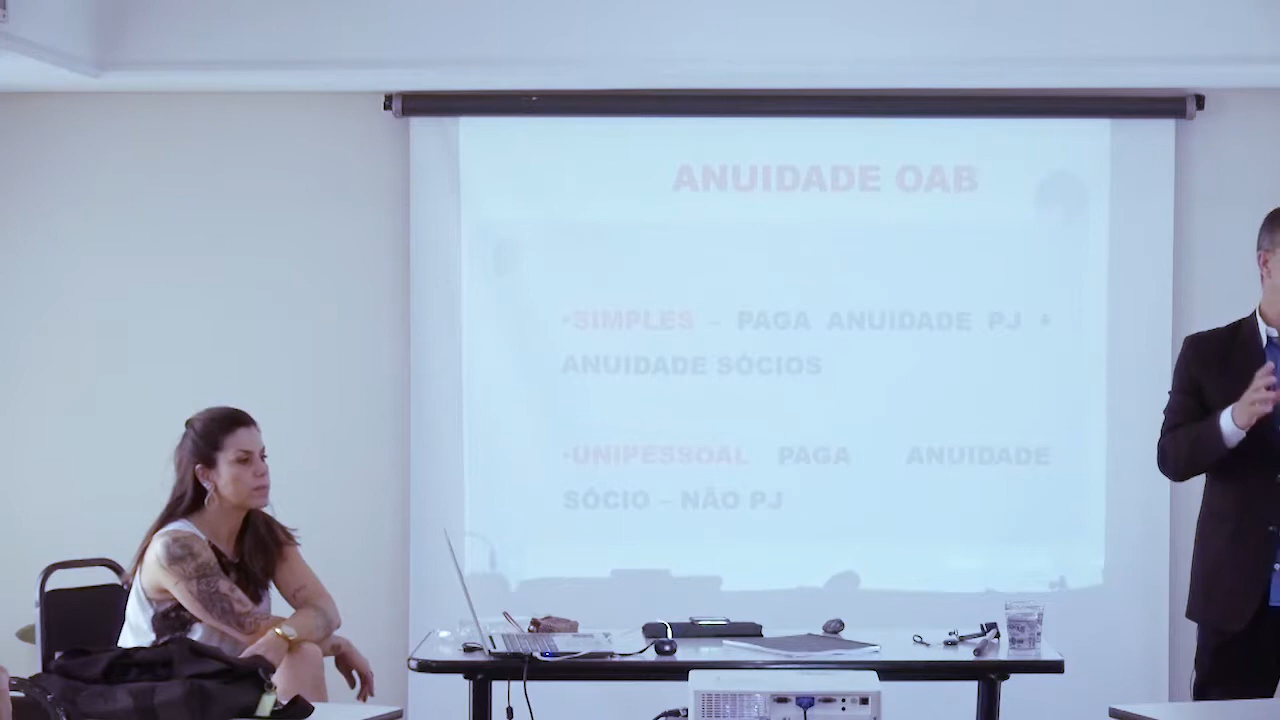 ANUIDADE OAB
•SIMPLES – PAGA ANUIDADE PJ +
ANUIDADE SÓCIOS
•UNIPESSOAL PAGA ANUIDADE
SÓCIO – NÃO PJ